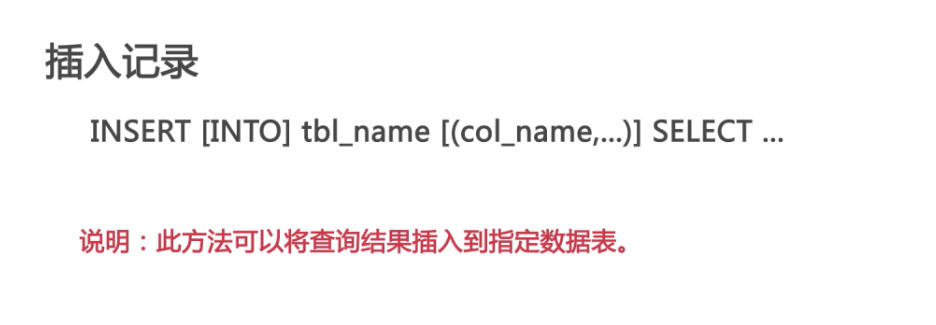 插入记录
INSERT [INTO] tbl_name [(col_name,...)] SELECT ...
说明：此方法可以将查询结果插入到指定数据表。